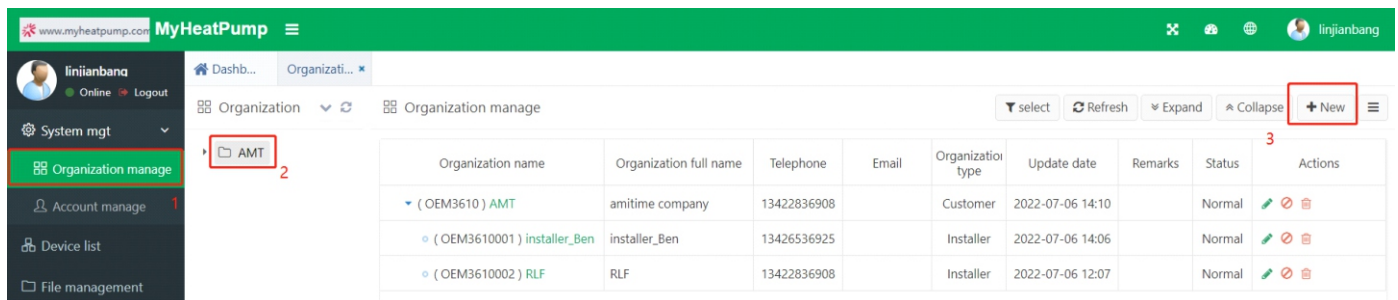 www.myheatpump.com MyHeatPump linjianbang
linjianbang
Online Logout
Dashb... Organizati... ×
Organization
Organization manage select Refresh Expand Collapse + New
System mgt
Organization manage
1
AMT
2
3
Account manage
Device list
File management
Organization name Organization full name Telephone Email Organization type Update date Remarks Status Actions
( OEM3610 ) AMT amitime company 13422836908 Customer 2022-07-06 14:10 Normal
( OEM3610001 ) installer_Ben installer_Ben 13426536925 Installer 2022-07-06 14:06 Normal
( OEM3610002 ) RLF RLF 13422836908 Installer 2022-07-06 12:07 Normal